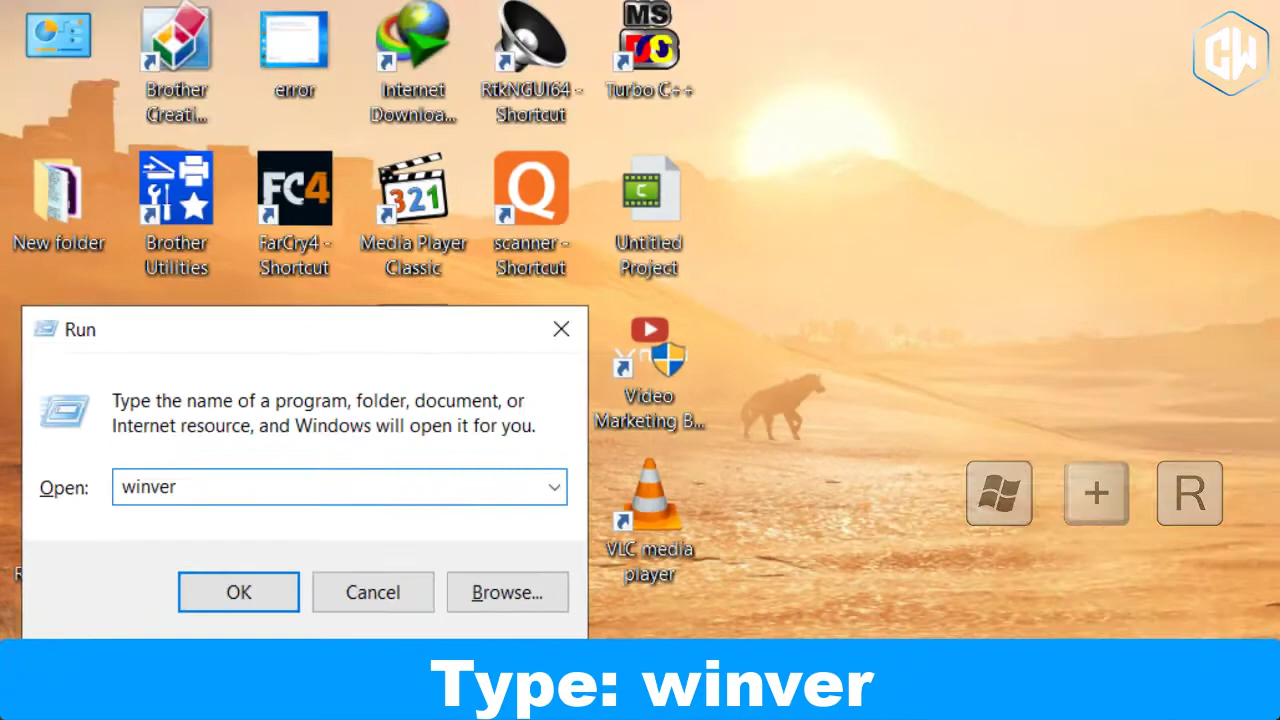 CW
MS
Brother
Creati...
error
Internet
Downloa...
RtkNGUI64 -
Shortcut
Turbo C++
FC4
321
Q
C
New folder
Brother
Utilities
FarCry4 -
Shortcut
Media Player
Classic
scanner -
Shortcut
Untitled
Project
Run
Type the name of a program, folder, document, or
Internet resource, and Windows will open it for you.
Open:
winver
OK
Cancel
Browse...
Video
Marketing B...
VLC media
player
+
R
Type: winver